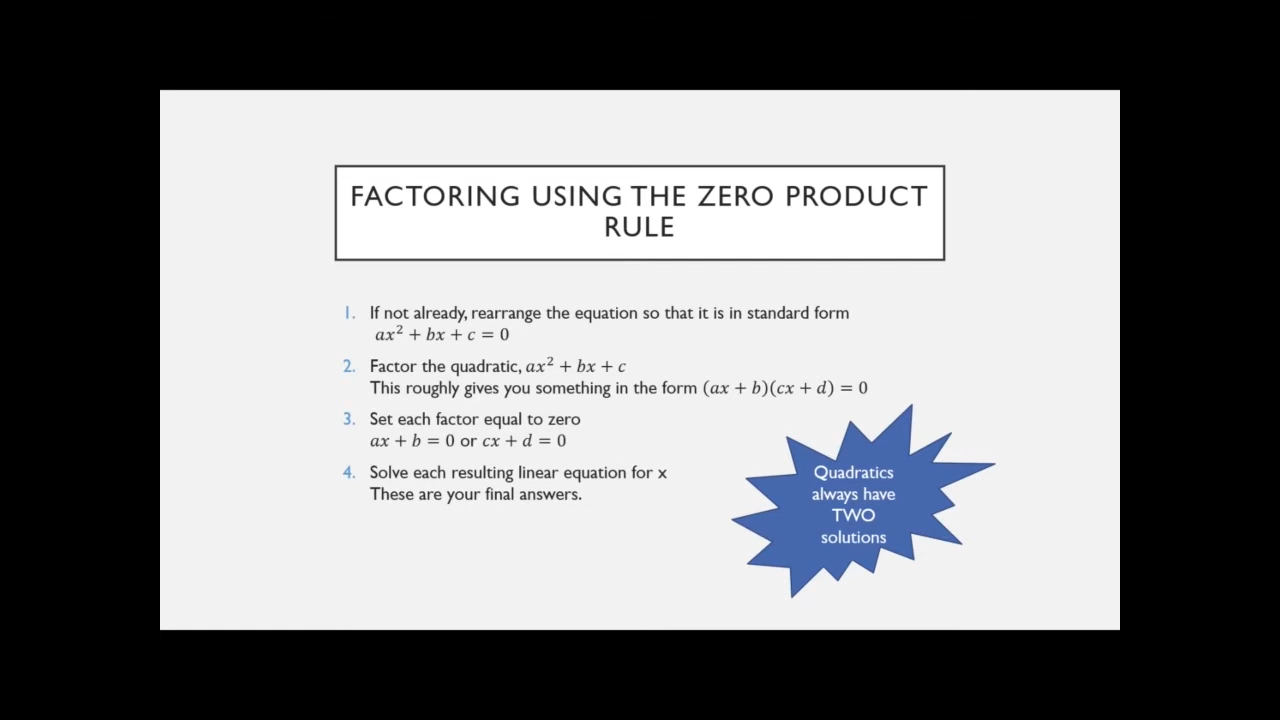 FACTORING USING THE ZERO PRODUCT
RULE
1. If not already, rearrange the equation so that it is in standard form
ax² + bx + c = 0
2. Factor the quadratic, ax² + bx + c
This roughly gives you something in the form (ax + b)(cx + d) = 0
3. Set each factor equal to zero
ax + b = 0 or cx + d = 0
4. Solve each resulting linear equation for x
These are your final answers.
Quadratics
always have
TWO
solutions